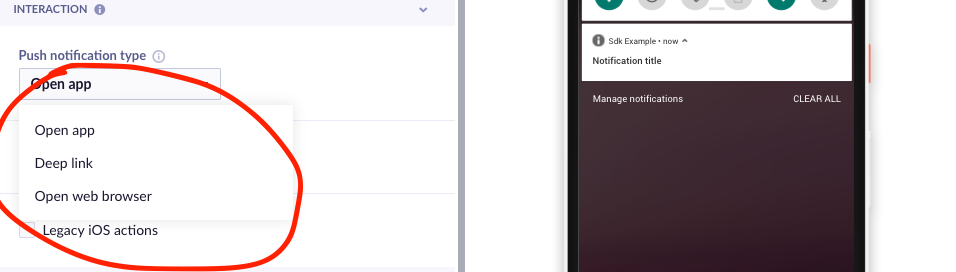 INTERACTION
Push notification type
Open app
Open app
Deep link
Open web browser
Legacy iOS actions
Sdk Example • now
Notification title
Manage notifications CLEAR ALL